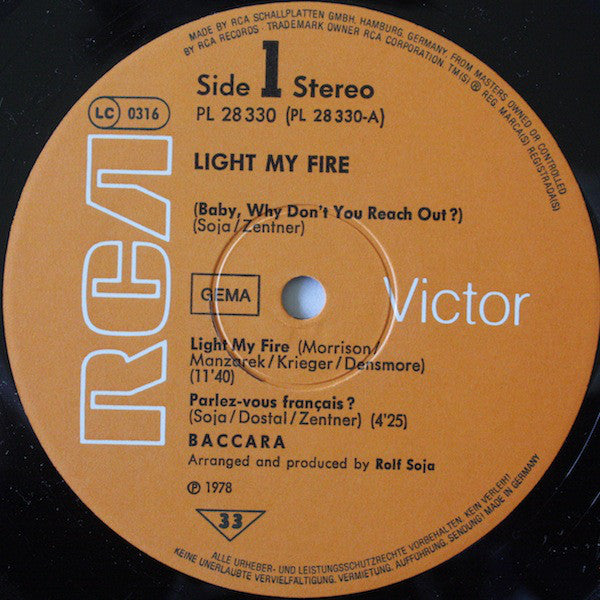 MADE BY RCA SCHALLPLATTEN GMBH, HAMBURG, GERMANY, FROM MASTERS OWNED OR CONTROLLED
BY RCA RECORDS · TRADEMARK OWNER RCA CORPORATION. TM(S) ® REG. MARCA(S) REGISTRADA(S)
Side 1 Stereo
LC 0316
PL 28 330 (PL 28 330-A)
LIGHT MY FIRE
(Baby, Why Don't You Reach Out?)
(Soja/Zentner)
RCA
GEMA
Victor
Light My Fire (Morrison/
Manzarek/Krieger/Densmore)
(11'40)
Parlez-vous français?
(Soja/Dostal/Zentner) (4'25)
BACCARA
Arranged and produced by Rolf Soja
℗ 1978
33
ALLE URHEBER- UND LEISTUNGSSCHUTZRECHTE VORBEHALTEN. KEIN VERLEIH!
KEINE UNERLAUBTE VERVIELFÄLTIGUNG, VERMIETUNG, AUFFÜHRUNG, SENDUNG! MADE IN GERMANY